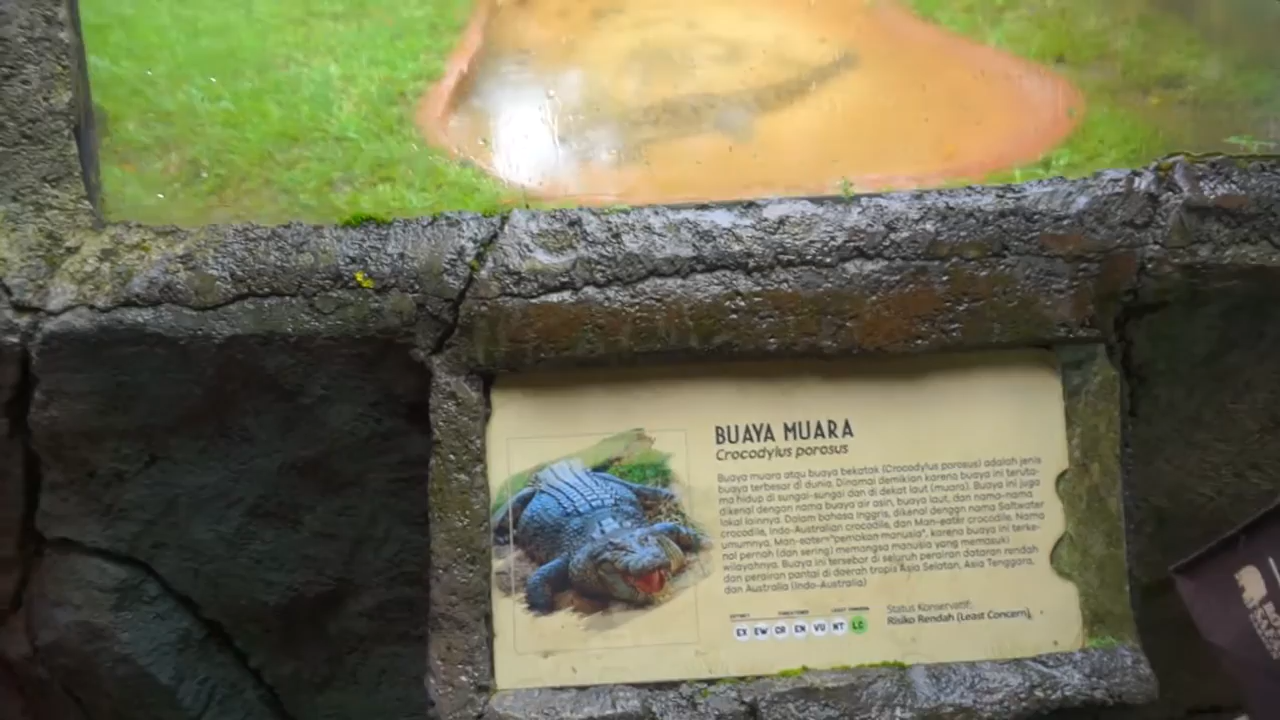 BUAYA MUARA
Crocodylus porosus
Buaya muara atau buaya bekatak (Crocodylus porosus) adalah jenis
buaya terbesar di dunia. Dinamai demikian karena buaya ini teruta-
ma hidup di sungai-sungai dan di dekat laut (muara). Buaya ini juga
dikenal dengan nama buaya air asin, buaya laut, dan nama-nama
lokal lainnya. Dalam bahasa Inggris, dikenal dengan nama Saltwater
crocodile, Indo-Australian crocodile, dan Man-eater crocodile. Nama
umumnya, Man-eater="pemakan manusia", karena buaya ini terke-
nal pernah (dan sering) memangsa manusia yang memasuki
wilayahnya. Buaya ini tersebar di seluruh perairan dataran rendah
dan perairan pantai di daerah tropis Asia Selatan, Asia Tenggara,
dan Australia (Indo-Australia)
EXTINCT THREATENED LEAST CONCERN
EX EW CR EN VU NT LC
Status Konservatif:
Risiko Rendah (Least Concern)